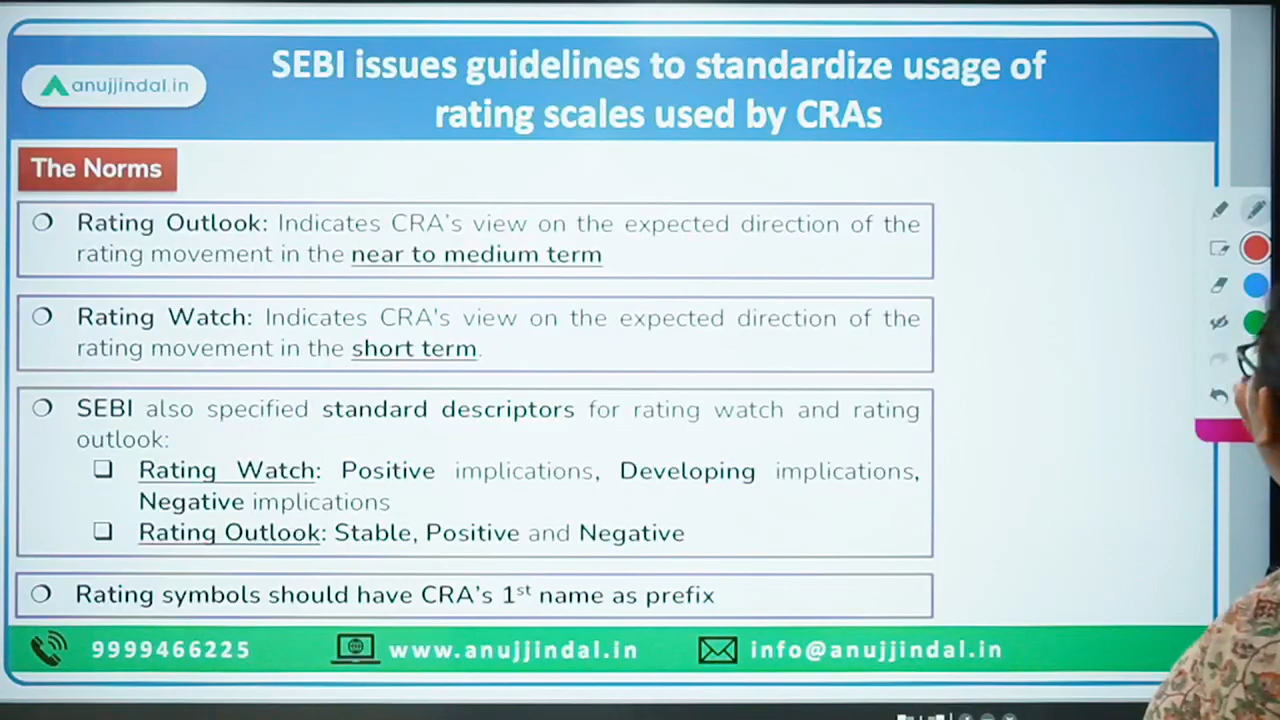 SEBI issues guidelines to standardize usage of
rating scales used by CRAs
anujjindal.in
The Norms
Rating Outlook: Indicates CRA's view on the expected direction of the
rating movement in the near to medium term
Rating Watch: Indicates CRA's view on the expected direction of the
rating movement in the short term.
SEBI also specified standard descriptors for rating watch and rating
outlook:
Rating Watch: Positive implications, Developing implications,
Negative implications
Rating Outlook: Stable, Positive and Negative
Rating symbols should have CRA's 1st name as prefix
9999466225
www.anujjindal.in
info@anujjindal.in